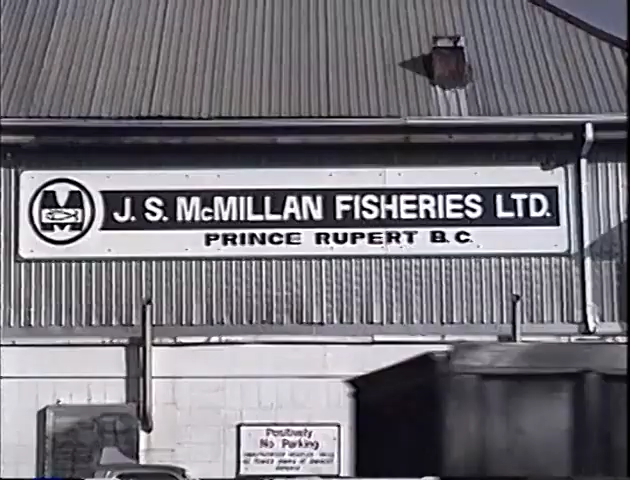 M
J. S. McMILLAN FISHERIES LTD.
PRINCE RUPERT B.C.
Positively
No Parking